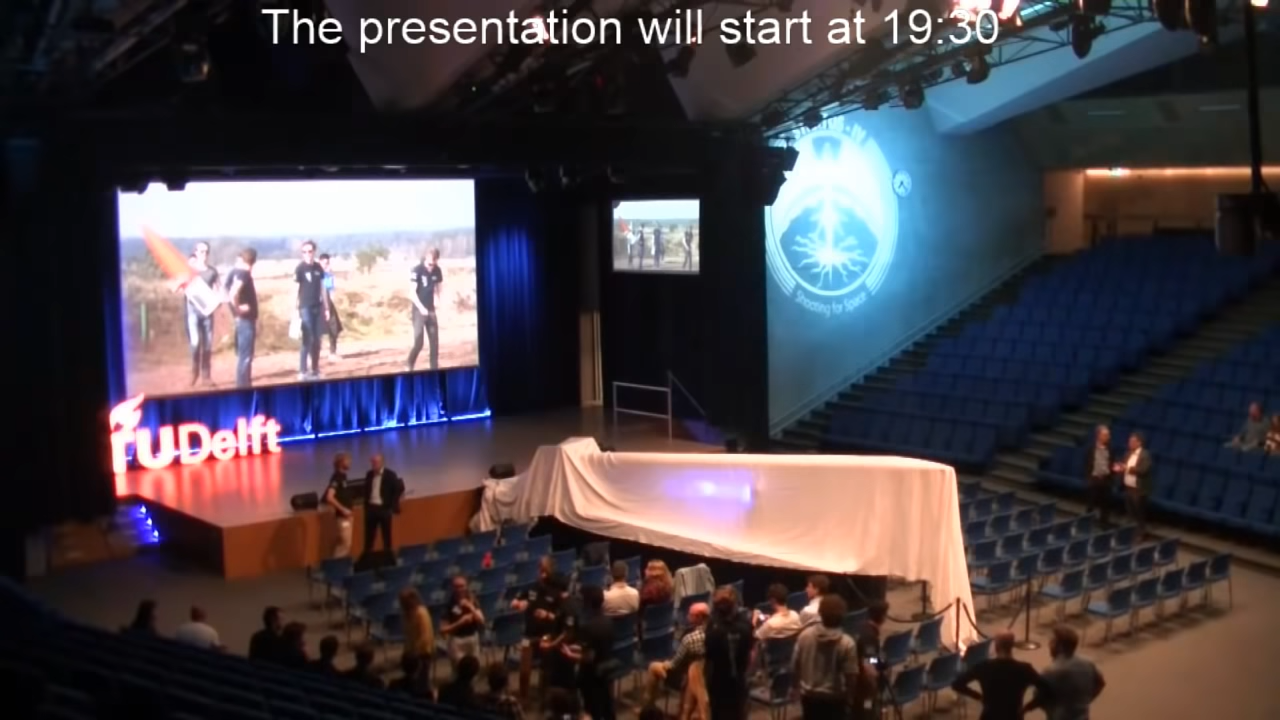 The presentation will start at 19:30
TUDelft
Shooting for Space